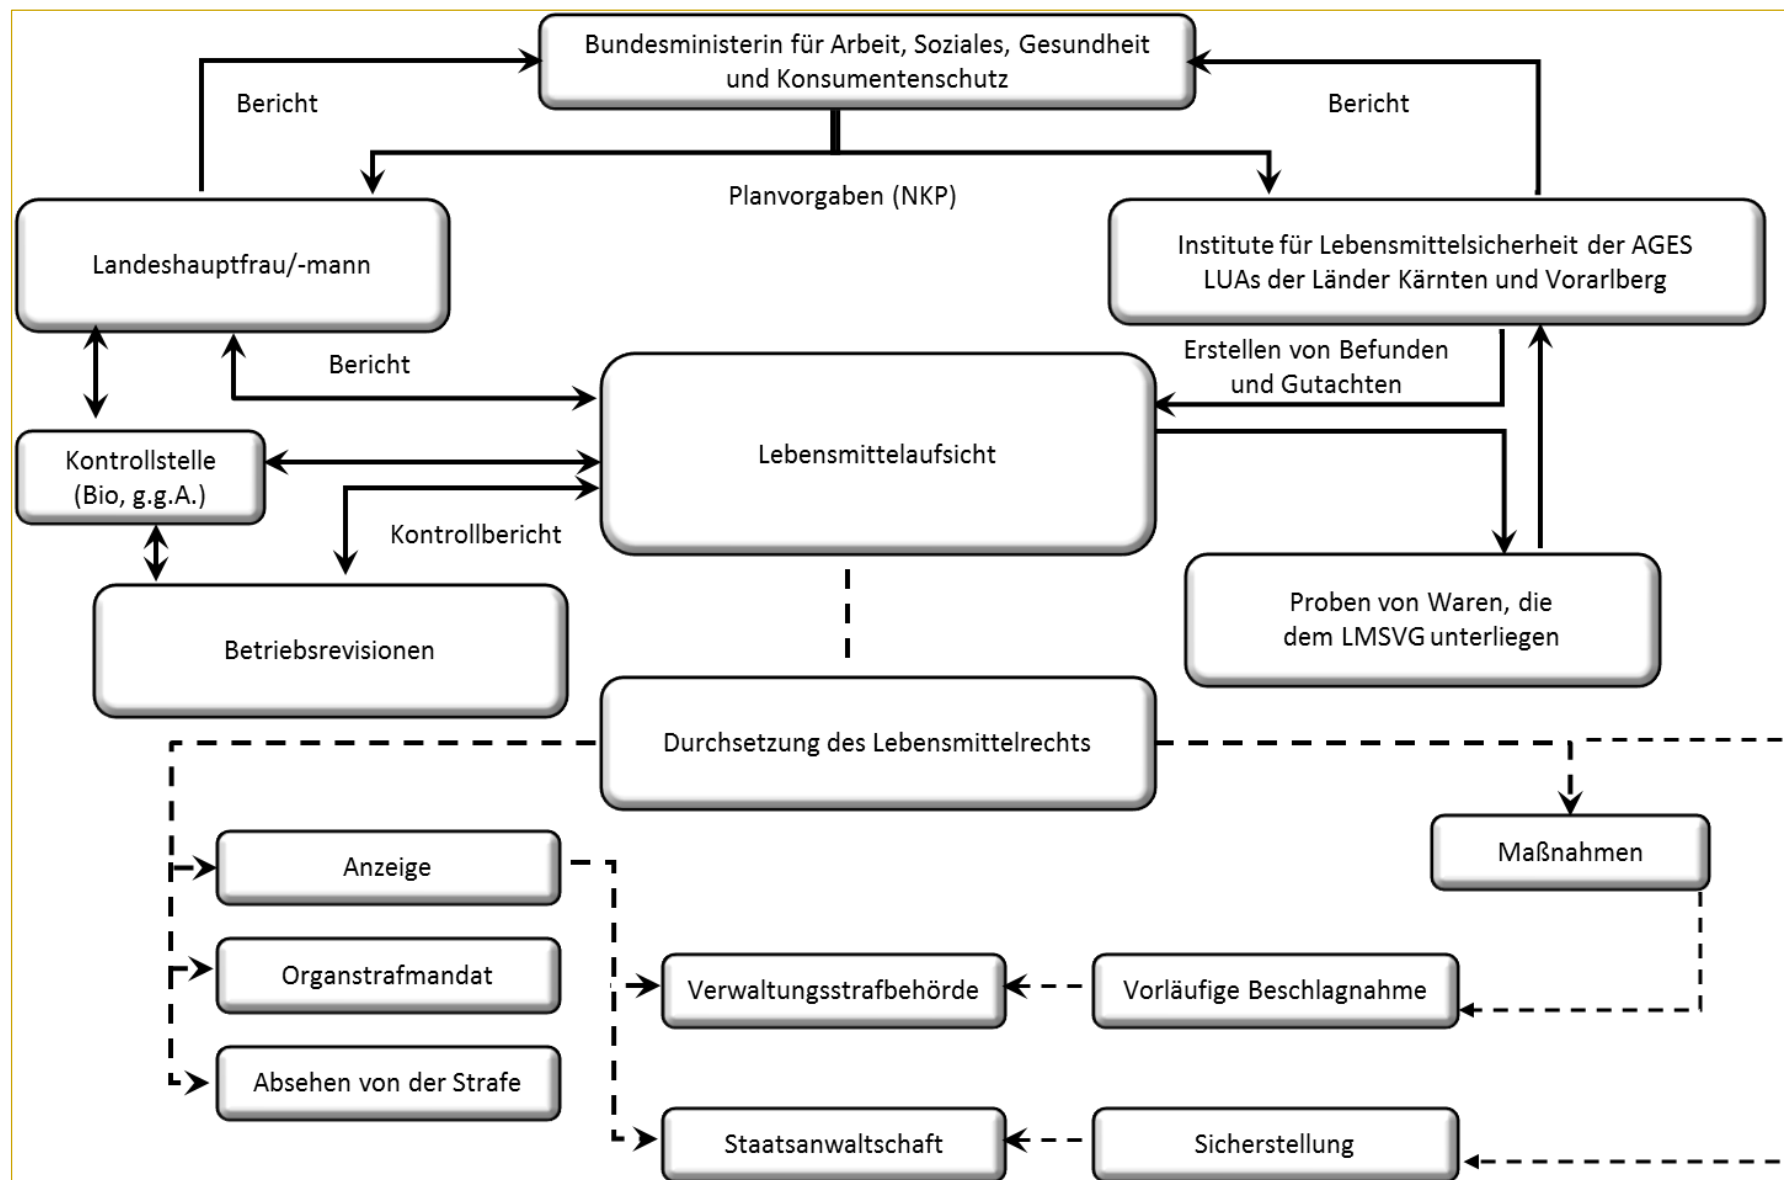 Bundesministerin für Arbeit, Soziales, Gesundheit
und Konsumentenschutz
Bericht
Bericht
Planvorgaben (NKP)
Landeshauptfrau/-mann
Institute für Lebensmittelsicherheit der AGES
LUAs der Länder Kärnten und Vorarlberg
Bericht
Erstellen von Befunden
und Gutachten
Lebensmittelaufsicht
Kontrollstelle
(Bio, g.g.A.)
Kontrollbericht
Betriebsrevisionen
Proben von Waren, die
dem LMSVG unterliegen
Durchsetzung des Lebensmittelrechts
Anzeige
Maßnahmen
Organstrafmandat
Verwaltungsstrafbehörde
Vorläufige Beschlagnahme
Absehen von der Strafe
Staatsanwaltschaft
Sicherstellung